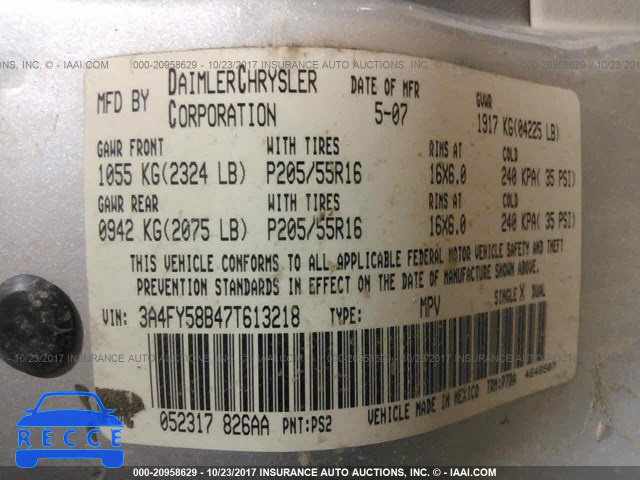 © - IAAI.COM 000-20958629 - 10/23/2017 INSURANCE AUTO AUCTIONS, INC. © - IAAI.COM
MFD BY DAIMLERCHRYSLER CORPORATION DATE OF MFR 5-07 GVWR 1917 KG(04225 LB)
GAWR FRONT WITH TIRES RIMS AT COLD
1055 KG(2324 LB) P205/55R16 16X6.0 240 KPA( 35 PSI)
GAWR REAR WITH TIRES RIMS AT COLD
0942 KG(2075 LB) P205/55R16 16X6.0 240 KPA( 35 PSI)
THIS VEHICLE CONFORMS TO ALL APPLICABLE FEDERAL MOTOR VEHICLE SAFETY AND THEFT
PREVENTION STANDARDS IN EFFECT ON THE DATE OF MANUFACTURE SHOWN ABOVE.
VIN: 3A4FY58B47T613218 TYPE: MPV SINGLE X DUAL
052317 826AA PNT:PS2 VEHICLE MADE IN MEXICO
RECCE
000-20958629 - 10/23/2017 INSURANCE AUTO AUCTIONS, INC. © - IAAI.COM